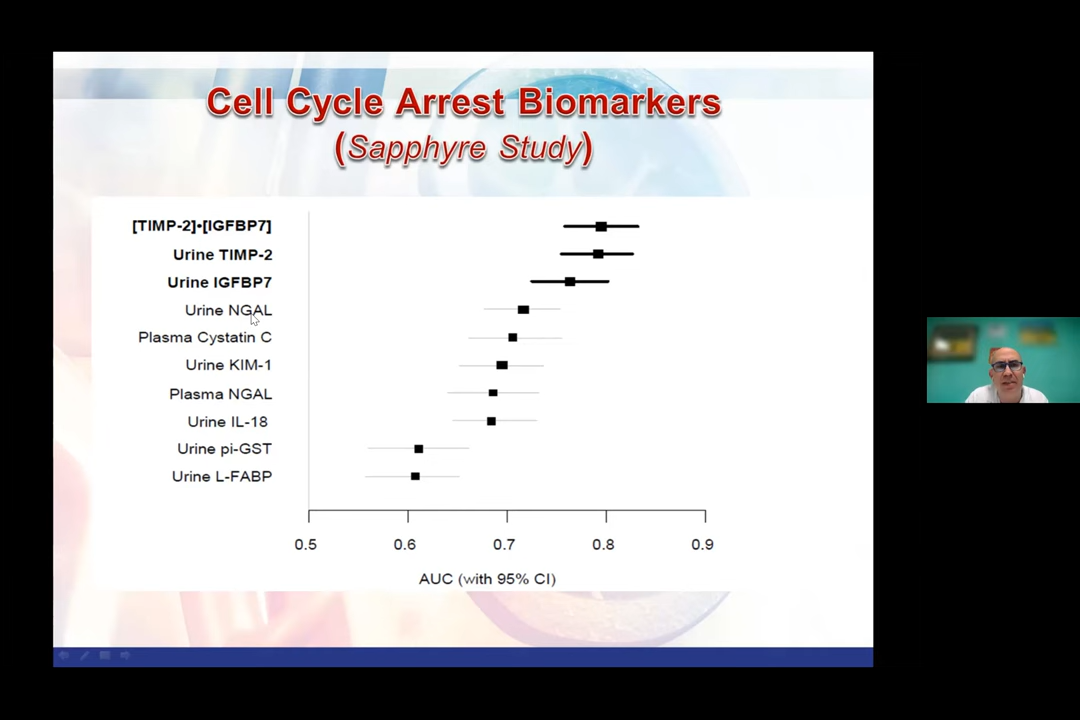 Cell Cycle Arrest Biomarkers
(Sapphyre Study)
[TIMP-2]•[IGFBP7]
Urine TIMP-2
Urine IGFBP7
Urine NGAL
Plasma Cystatin C
Urine KIM-1
Plasma NGAL
Urine IL-18
Urine pi-GST
Urine L-FABP
0.5 0.6 0.7 0.8 0.9
AUC (with 95% CI)